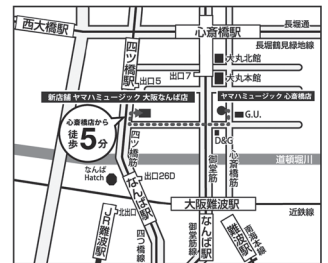 西大橋駅
心斎橋駅
長堀通
長堀鶴見緑地線
四ツ橋駅
出口5
出口7
大丸北館
大丸本館
新店舗 ヤマハミュージック 大阪なんば店
ヤマハミュージック 心斎橋店
心斎橋店から
徒歩5分
G.U.
D&G
四ツ橋筋
御堂筋
心斎橋筋
道頓堀川
なんば
Hatch
出口26D
なんば駅
大阪難波駅
近鉄線
北出口
JR難波駅
四つ橋線
御堂筋線
なんば駅
難波駅
南海本線